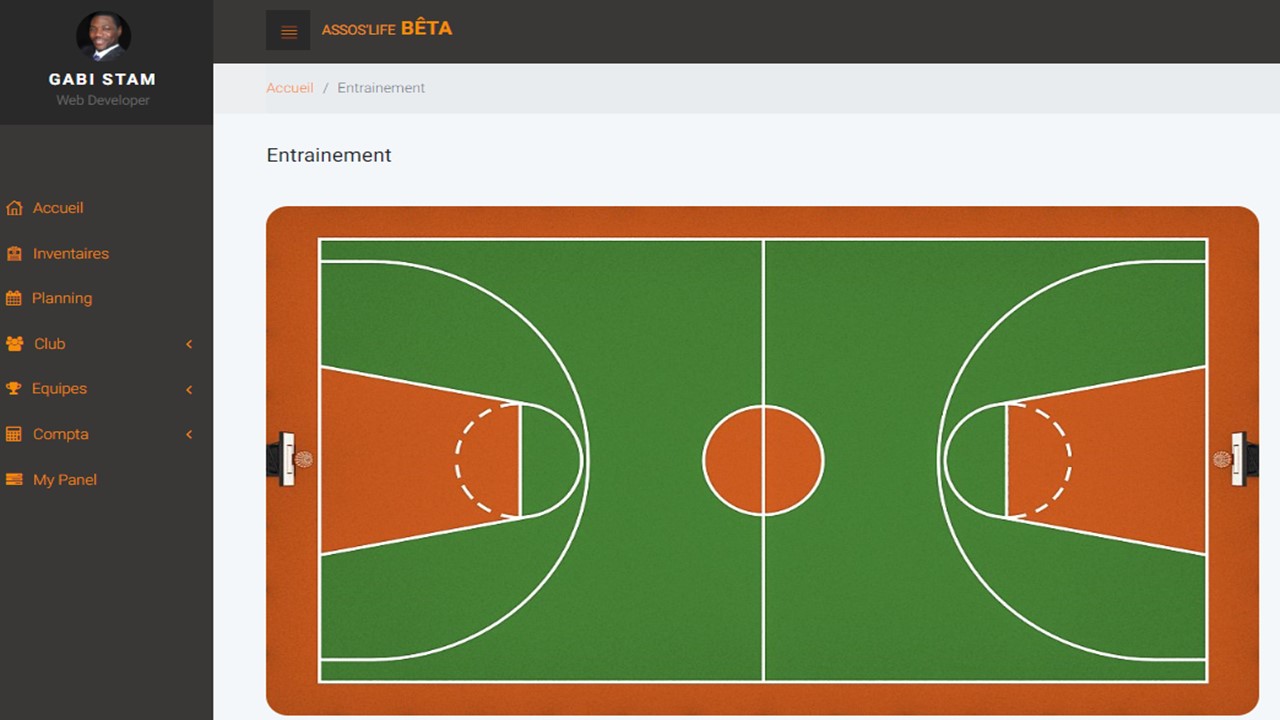 GABI STAM
Web Developer
Accueil
Inventaires
Planning
Club
Equipes
Compta
My Panel
ASSOS'LIFE BÊTA
Accueil / Entrainement
Entrainement